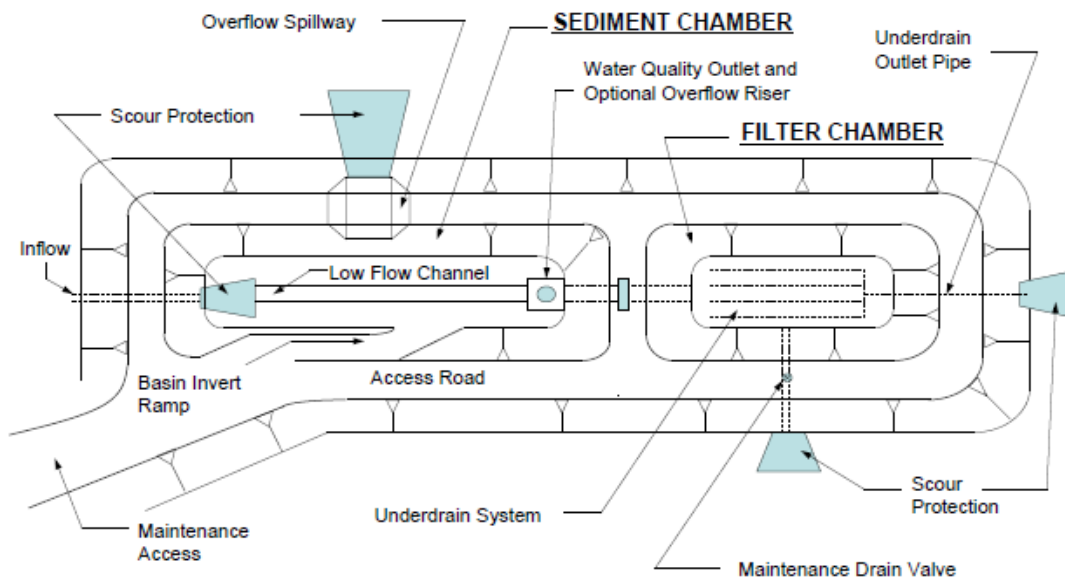 Overflow Spillway
SEDIMENT CHAMBER
Underdrain
Outlet Pipe
Water Quality Outlet and
Optional Overflow Riser
Scour Protection
FILTER CHAMBER
Inflow
Low Flow Channel
Basin Invert
Ramp
Access Road
Maintenance
Access
Underdrain System
Scour
Protection
Maintenance Drain Valve